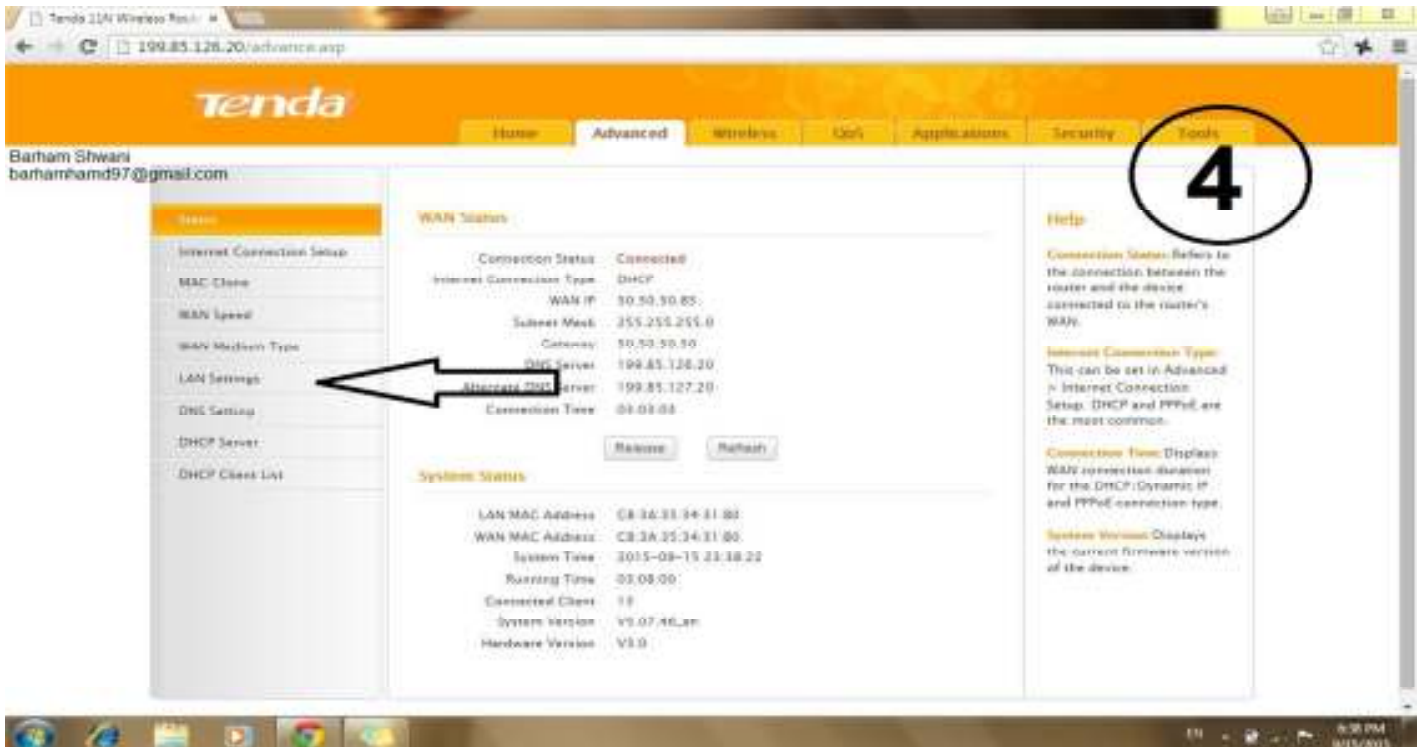 Tenda 11N Wireless Rout
199.85.126.20/advance.asp
Tenda
Home Advanced Wireless QoS Applications Security Tools
4
Barham Shwani
barhamhamd97@gmail.com
Status
Internet Connection Setup
MAC Clone
WAN Speed
WAN Medium Type
LAN Settings
DNS Setting
DHCP Server
DHCP Client List
WAN Status
Connection Status Connected
Internet Connection Type DHCP
WAN IP 50.50.50.85
Subnet Mask 255.255.255.0
Gateway 50.50.50.50
DNS Server 199.85.126.20
Alternate DNS Server 199.85.127.20
Connection Time 03:03:03
Release Refresh
System Status
LAN MAC Address
WAN MAC Address
System Time 2015-09-15 23:38:22
Running Time 03:08:00
Connected Client 13
System Version V5.07.46_en
Hardware Version V3.0
Help
Connection Status: Refers to
the connection between the
router and the device
connected to the router's
WAN.
Internet Connection Type:
This can be set in Advanced
> Internet Connection
Setup. DHCP and PPPoE are
the most common.
Connection Time: Displays
WAN connection duration
for the DHCP/Dynamic IP
and PPPoE connection type.
System Version: Displays
the current firmware version
of the device.
EN
6:38 PM
9/15/2015